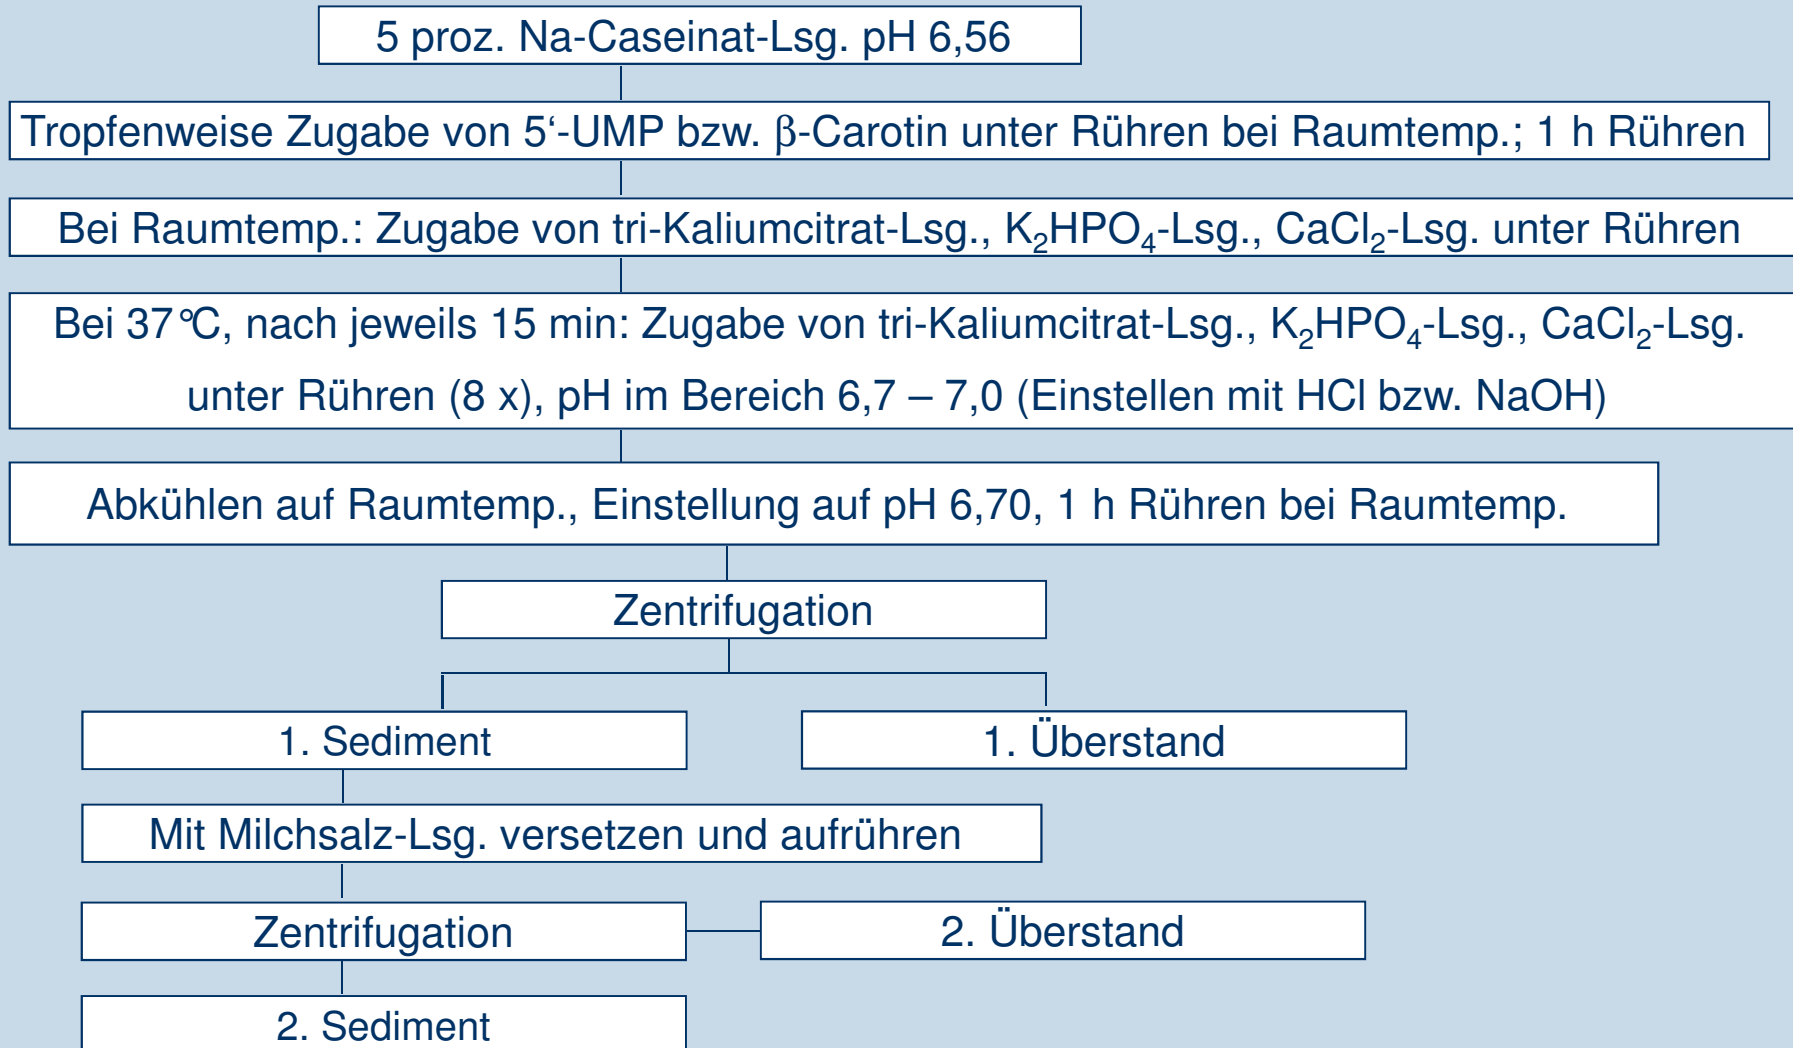 5 proz. Na-Caseinat-Lsg. pH 6,56
Tropfenweise Zugabe von 5‘-UMP bzw. β-Carotin unter Rühren bei Raumtemp.; 1 h Rühren
Bei Raumtemp.: Zugabe von tri-Kaliumcitrat-Lsg., K₂HPO₄-Lsg., CaCl₂-Lsg. unter Rühren
Bei 37°C, nach jeweils 15 min: Zugabe von tri-Kaliumcitrat-Lsg., K₂HPO₄-Lsg., CaCl₂-Lsg.
unter Rühren (8 x), pH im Bereich 6,7 – 7,0 (Einstellen mit HCl bzw. NaOH)
Abkühlen auf Raumtemp., Einstellung auf pH 6,70, 1 h Rühren bei Raumtemp.
Zentrifugation
1. Sediment
1. Überstand
Mit Milchsalz-Lsg. versetzen und aufrühren
Zentrifugation
2. Überstand
2. Sediment